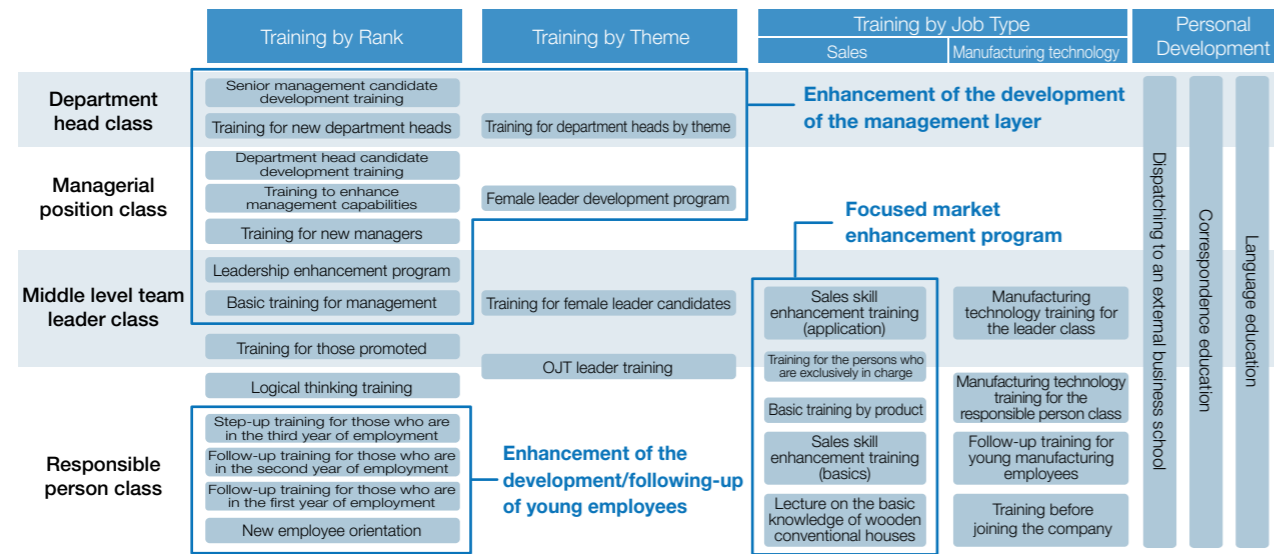 Training by Rank
Training by Theme
Training by Job Type
Sales
Manufacturing technology
Personal
Development
Department
head class
Senior management candidate
development training
Training for new department heads
Training for department heads by theme
Enhancement of the development
of the management layer
Managerial
position class
Department head candidate
development training
Training to enhance
management capabilities
Training for new managers
Female leader development program
Focused market
enhancement program
Middle level team
leader class
Leadership enhancement program
Basic training for management
Training for those promoted
Training for female leader candidates
OJT leader training
Sales skill
enhancement training
(application)
Training for the persons who
are exclusively in charge
Manufacturing
technology training for
the leader class
Responsible
person class
Logical thinking training
Step-up training for those who are
in the third year of employment
Follow-up training for those who are
in the second year of employment
Follow-up training for those who are
in the first year of employment
New employee orientation
Enhancement of the
development/following-up
of young employees
Basic training by product
Sales skill
enhancement training
(basics)
Lecture on the basic
knowledge of wooden
conventional houses
Manufacturing technology
training for the
responsible person class
Follow-up training for
young manufacturing
employees
Training before
joining the company
Dispatching to an external business school
Correspondence education
Language education